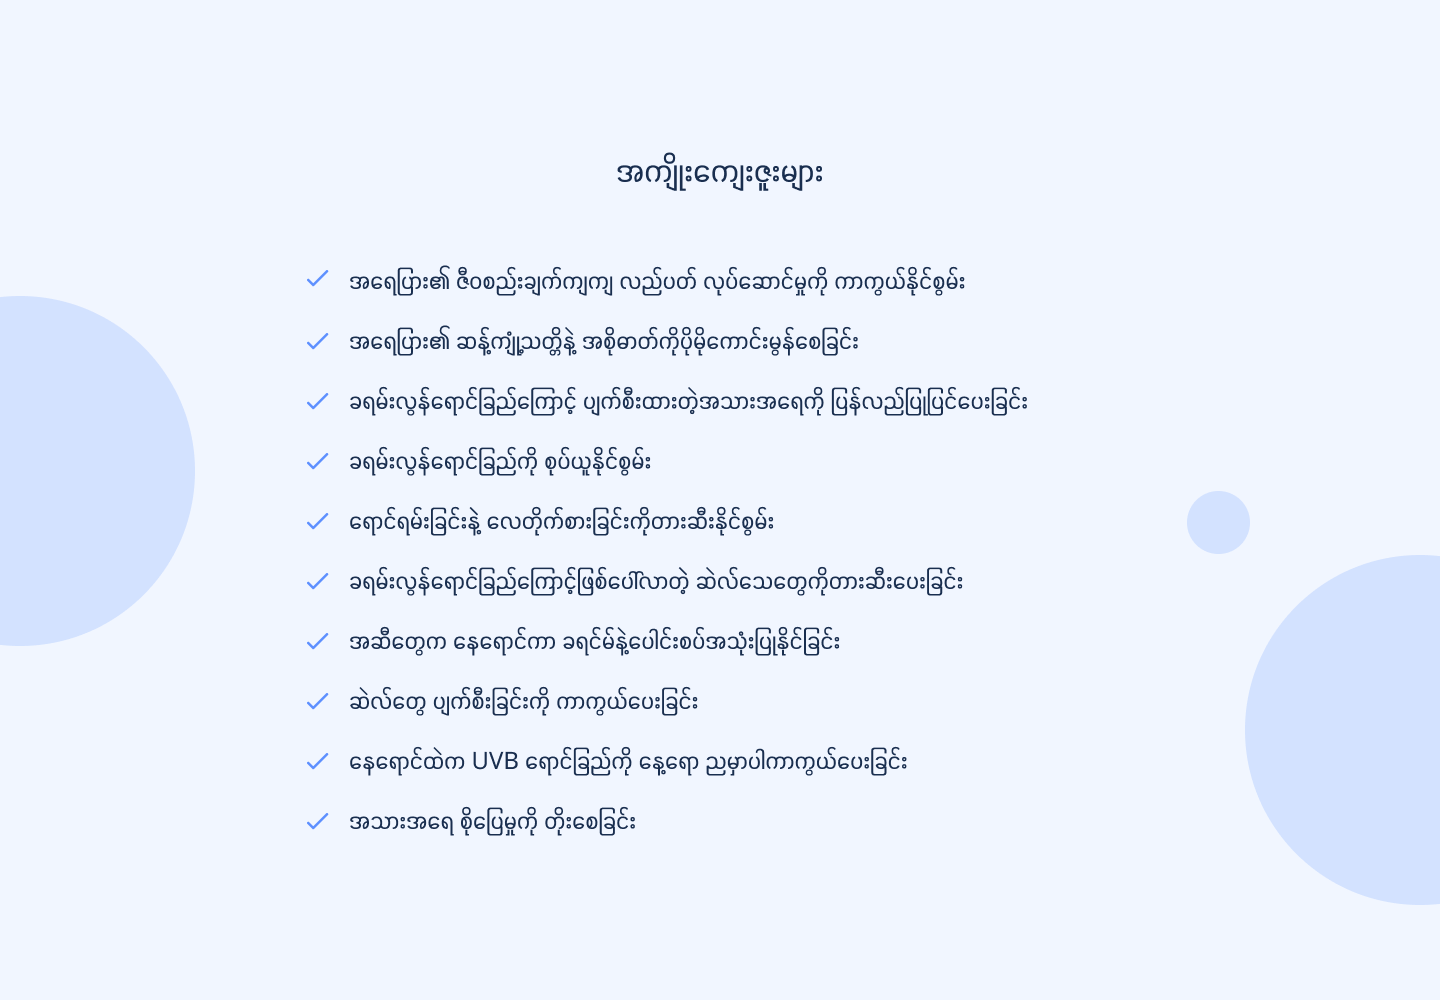 အကျိုးကျေးဇူးများ
အရေပြား၏ ဇီဝစည်းချက်ကျကျ လည်ပတ် လုပ်ဆောင်မှုကို ကာကွယ်နိုင်စွမ်း
အရေပြား၏ ဆန့်ကျုံ့သတ္တိနဲ့ အစိုဓာတ်ကိုပိုမိုကောင်းမွန်စေခြင်း
ခရမ်းလွန်ရောင်ခြည်ကြောင့် ပျက်စီးထားတဲ့အသားအရေကို ပြန်လည်ပြုပြင်ပေးခြင်း
ခရမ်းလွန်ရောင်ခြည်ကို စုပ်ယူနိုင်စွမ်း
ရောင်ရမ်းခြင်းနဲ့ လေတိုက်စားခြင်းကိုတားဆီးနိုင်စွမ်း
ခရမ်းလွန်ရောင်ခြည်ကြောင့်ဖြစ်ပေါ်လာတဲ့ ဆဲလ်သေတွေကိုတားဆီးပေးခြင်း
အဆီတွေက နေရောင်ကာ ခရင်မ်နဲ့ပေါင်းစပ်အသုံးပြုနိုင်ခြင်း
ဆဲလ်တွေ ပျက်စီးခြင်းကို ကာကွယ်ပေးခြင်း
နေရောင်ထဲက UVB ရောင်ခြည်ကို နေ့ရော ညမှာပါကာကွယ်ပေးခြင်း
အသားအရေ စိုပြေမှုကို တိုးစေခြင်း